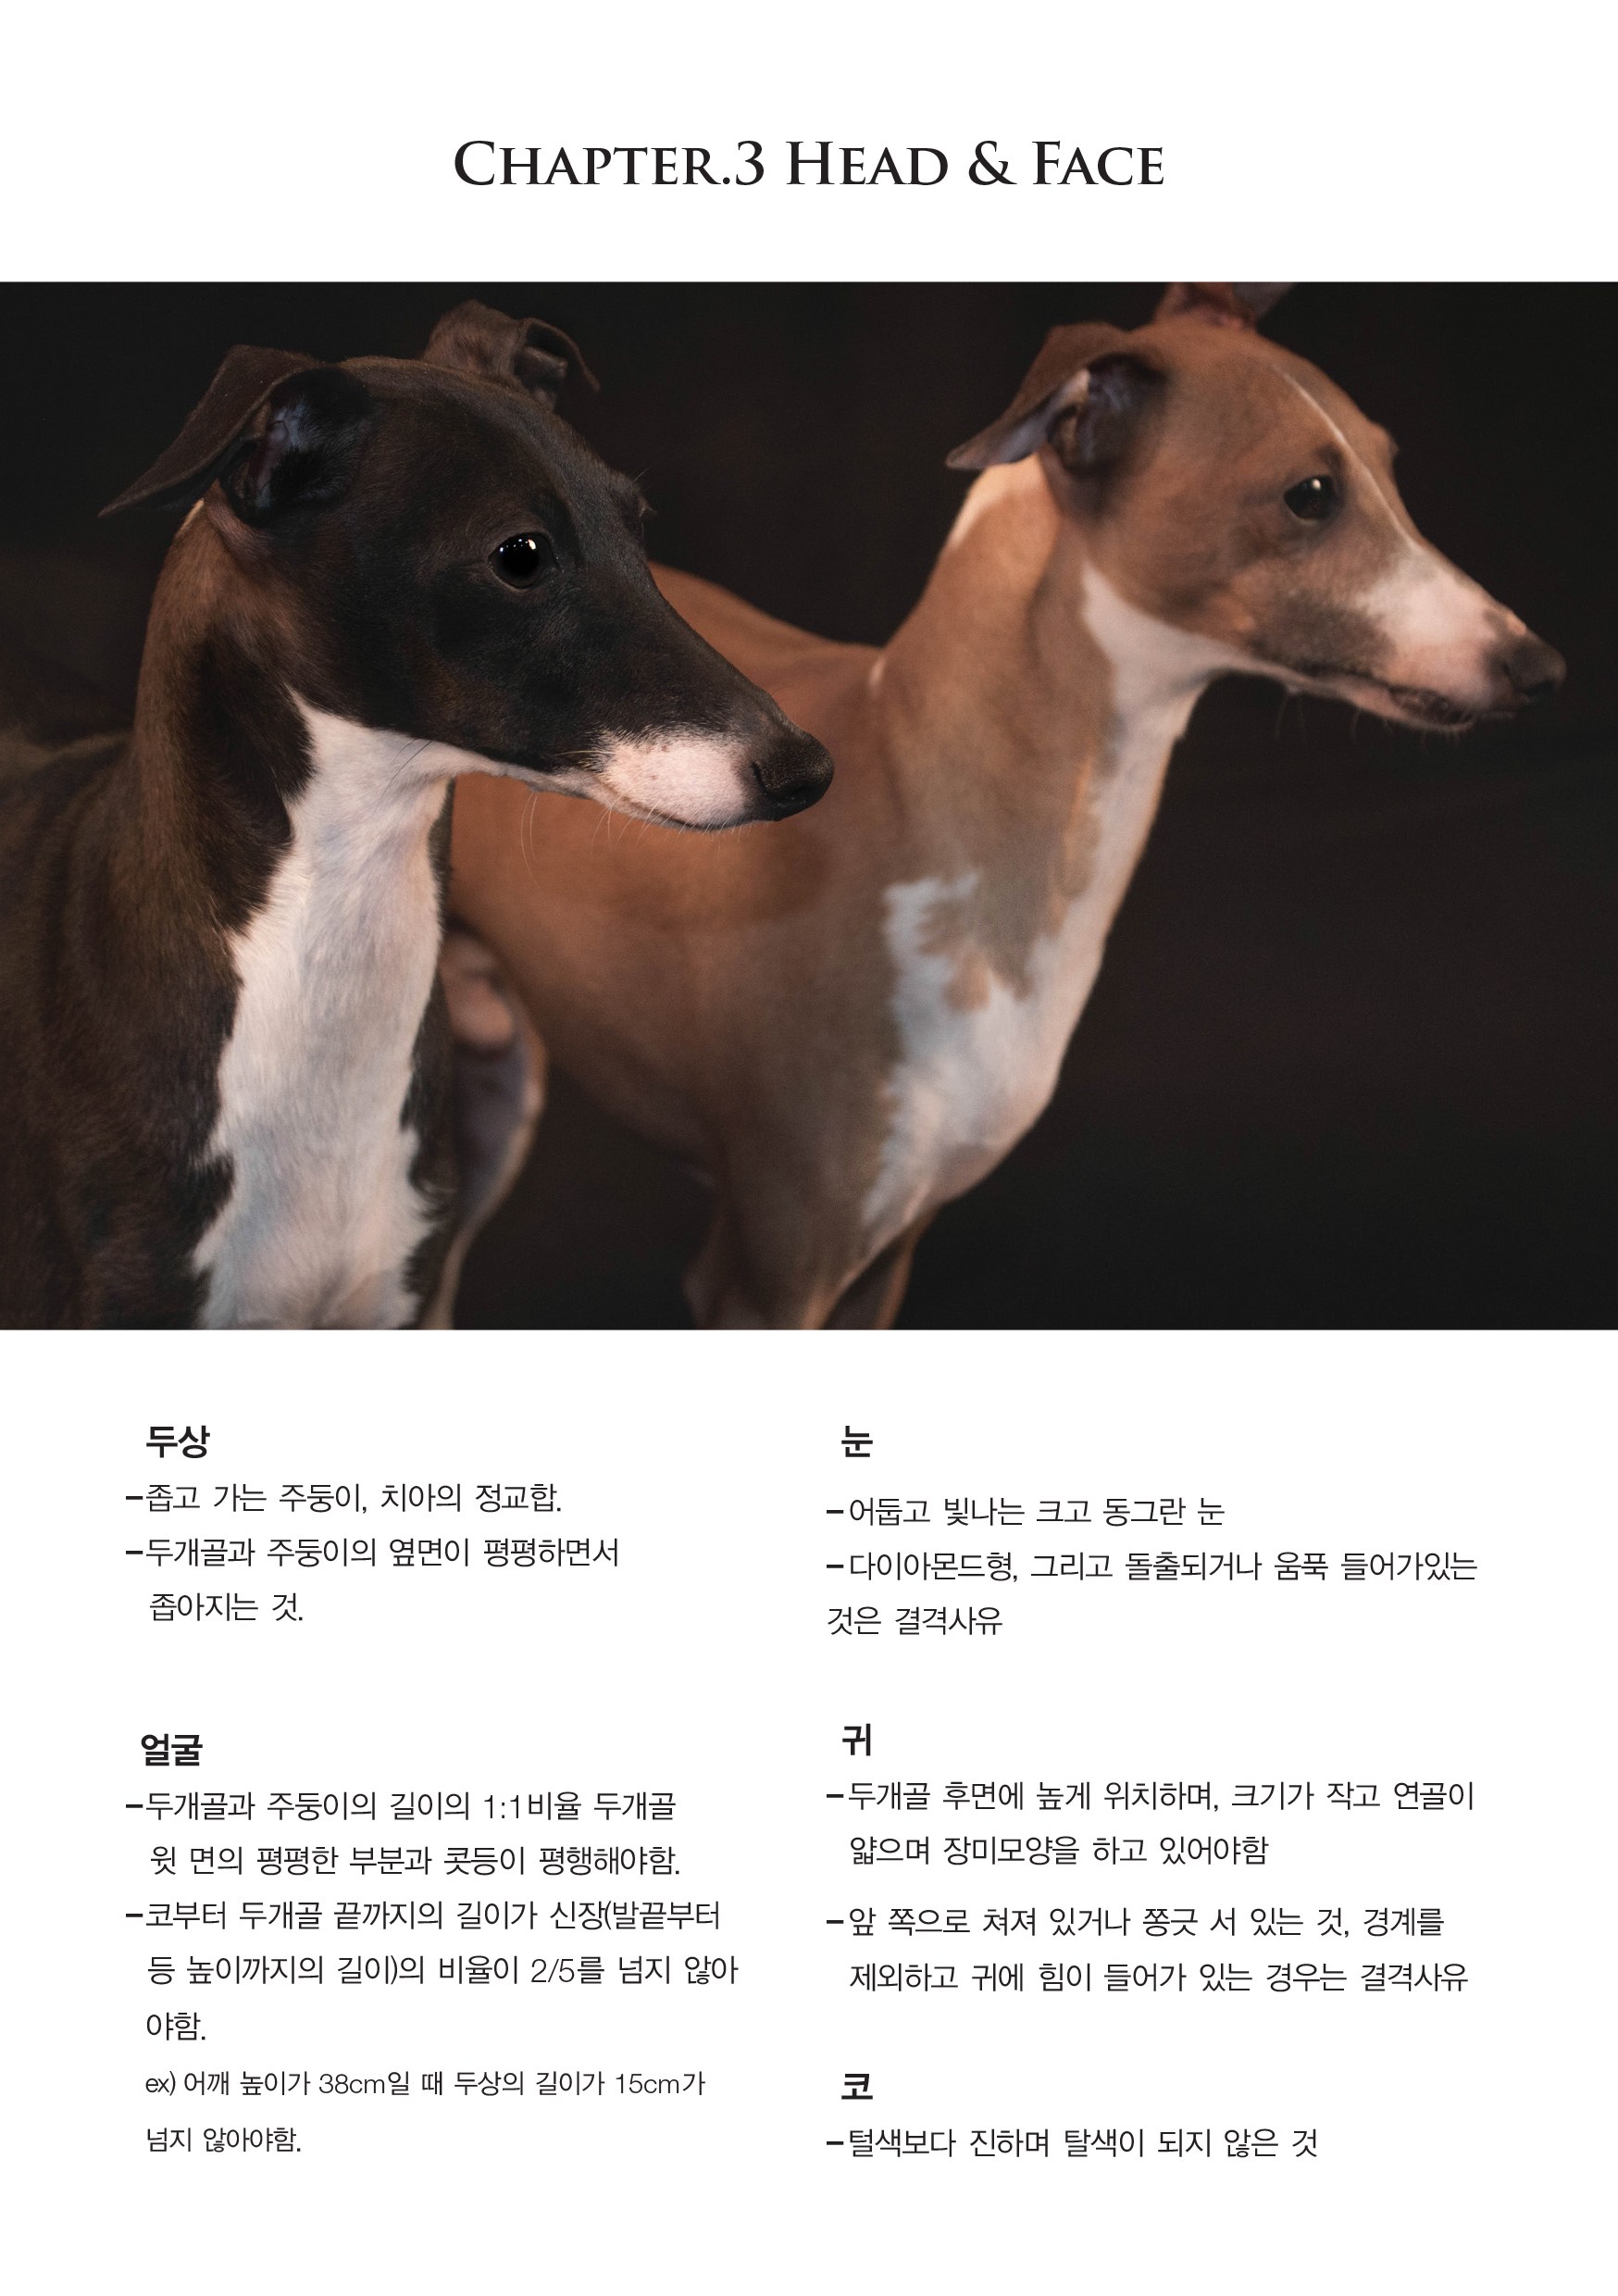 CHAPTER.3 HEAD & FACE
두상
-좁고 가는 주둥이, 치아의 정교합.
-두개골과 주둥이의 옆면이 평평하면서
좁아지는 것.
얼굴
-두개골과 주둥이의 길이의 1:1비율 두개골
윗 면의 평평한 부분과 콧등이 평행해야함.
-코부터 두개골 끝까지의 길이가 신장(발끝부터
등 높이까지의 길이)의 비율이 2/5를 넘지 않아
야함.
ex) 어깨 높이가 38cm일 때 두상의 길이가 15cm가
넘지 않아야함.
눈
-어둡고 빛나는 크고 동그란 눈
-다이아몬드형, 그리고 돌출되거나 움푹 들어가있는
것은 결격사유
귀
-두개골 후면에 높게 위치하며, 크기가 작고 연골이
얇으며 장미모양을 하고 있어야함
-앞 쪽으로 쳐져 있거나 쫑긋 서 있는 것, 경계를
제외하고 귀에 힘이 들어가 있는 경우는 결격사유
코
-털색보다 진하며 탈색이 되지 않은 것